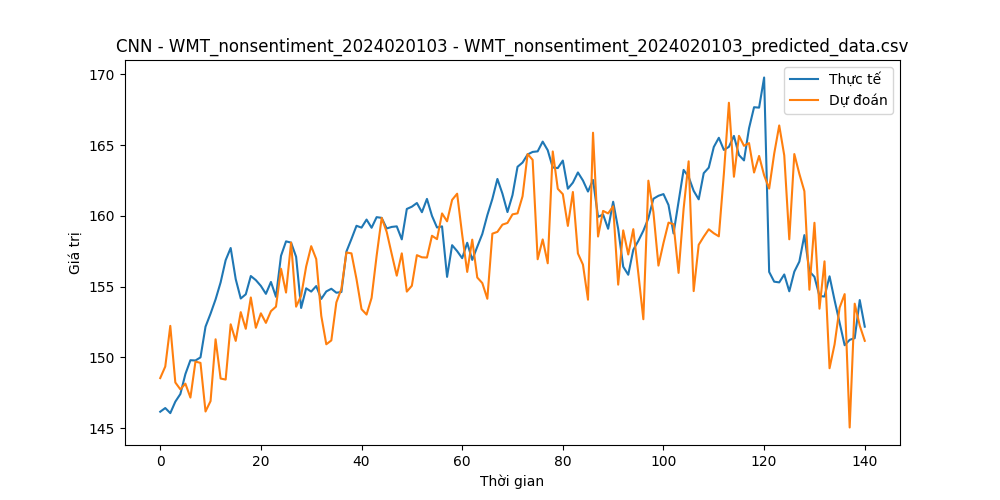 CNN - WMT_nonsentiment_2024020103 - WMT_nonsentiment_2024020103_predicted_data.csv
Thực tế
Dự đoán
Giá trị
170
165
160
155
150
145
0 20 40 60 80 100 120 140
Thời gian